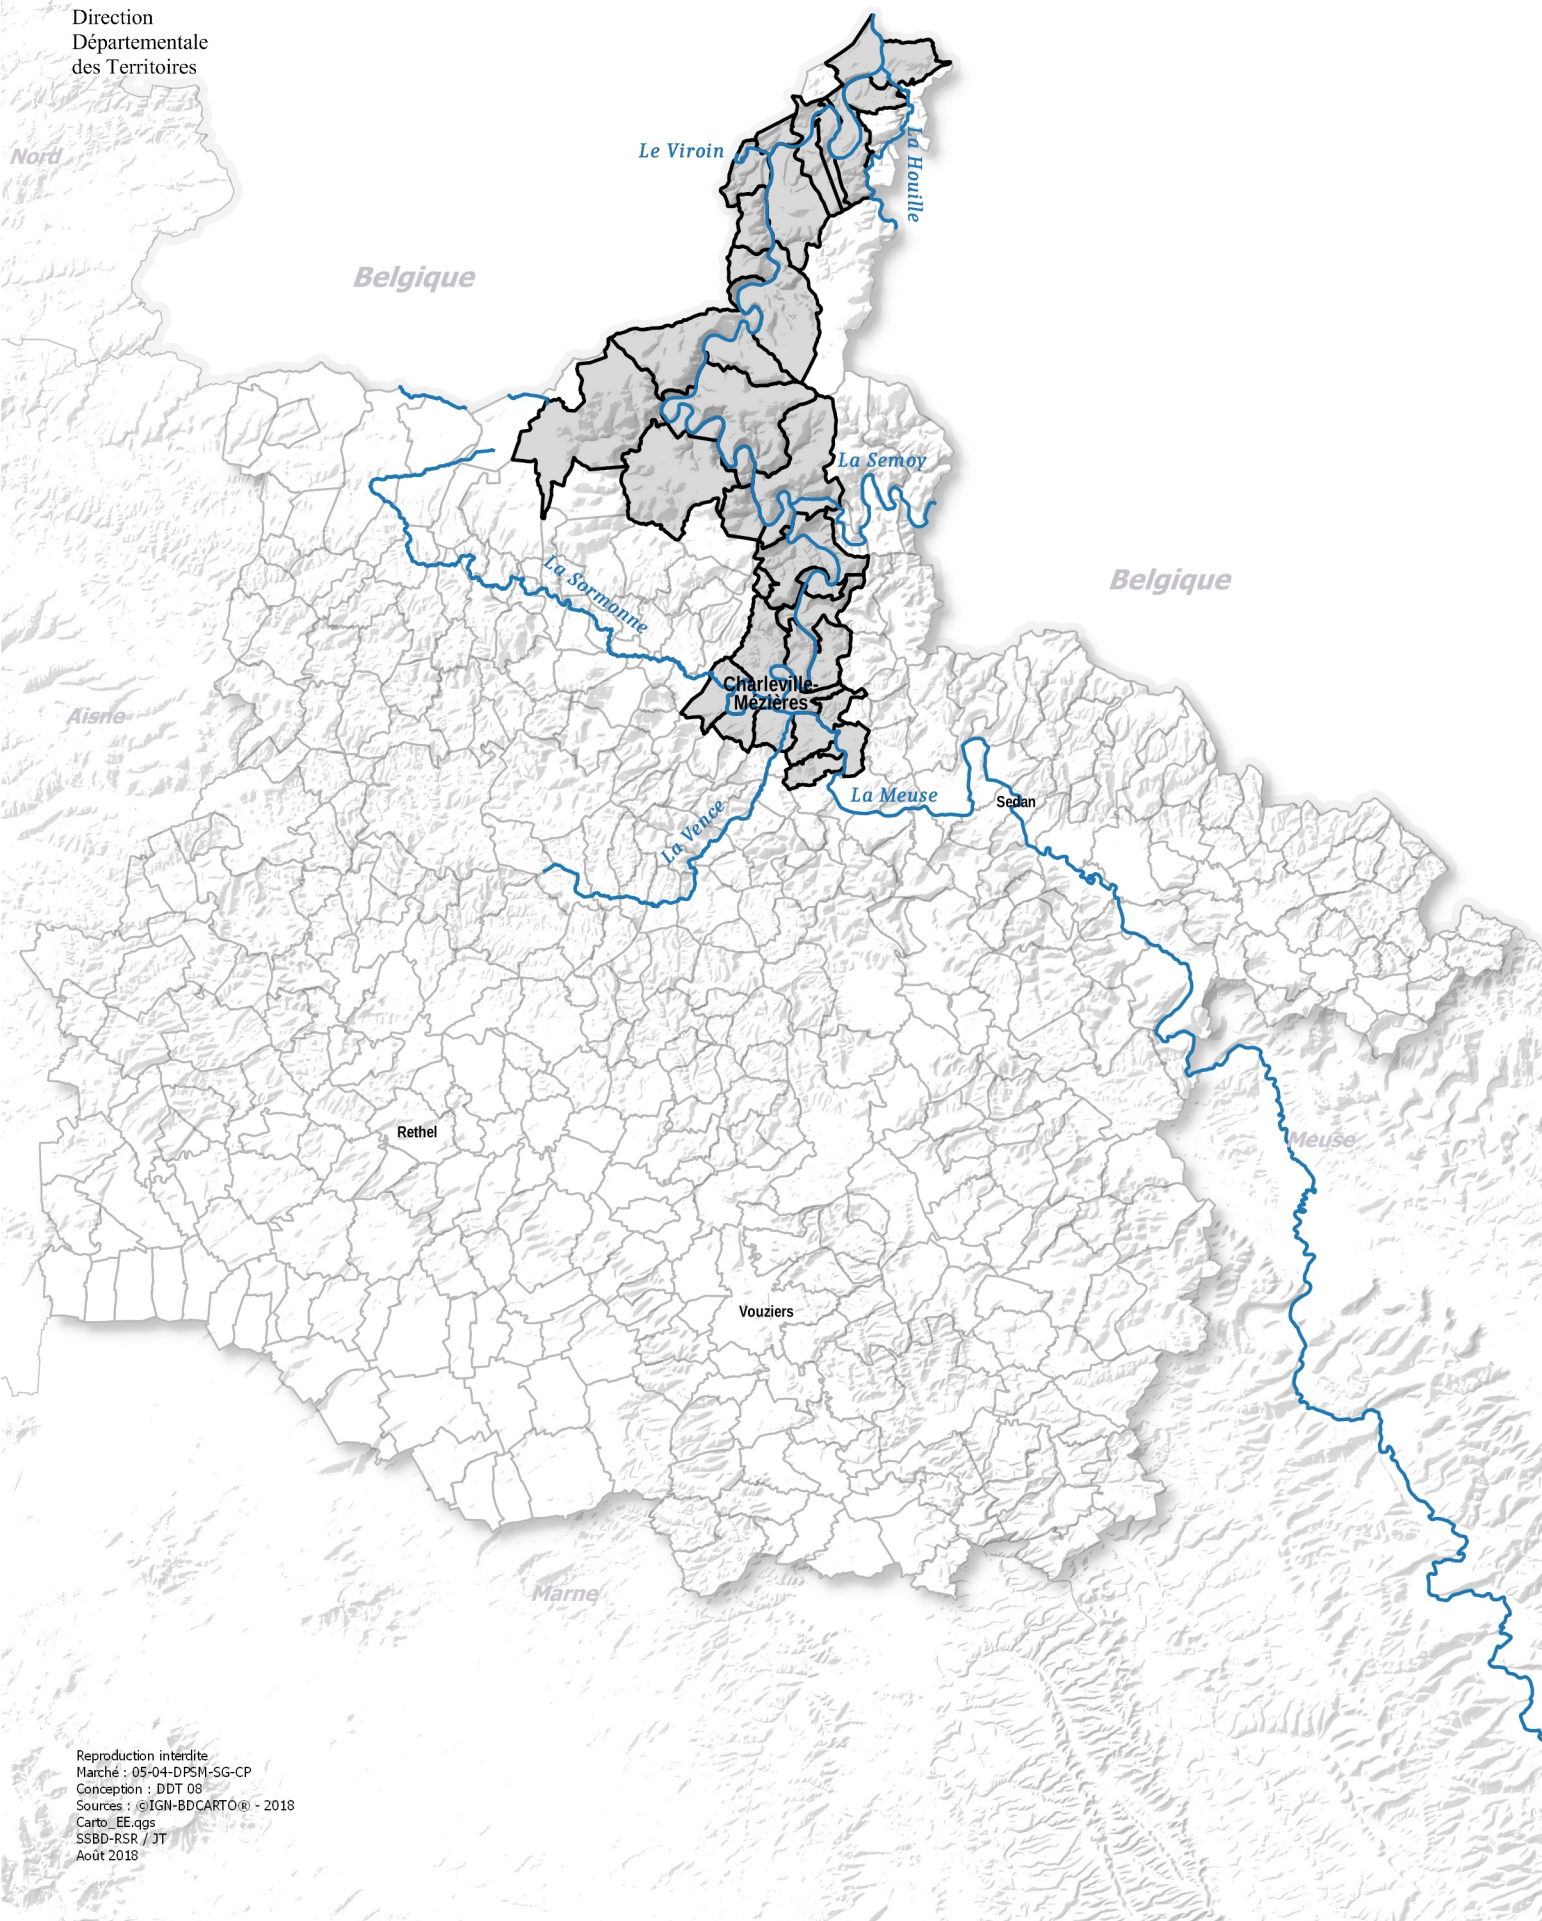 Direction
Départementale
des Territoires
Nord
Le Viroin
La Houille
Belgique
La Semoy
La Sormonne
Belgique
Charleville-
Mézières
Aisne
La Meuse
Sedan
La Vence
Rethel
Meuse
Vouziers
Marne
Reproduction interdite
Marché : 05-04-DPSM-SG-CP
Conception : DDT 08
Sources : ©IGN-BDCARTO® - 2018
Carto_EE.qgs
SSBD-RSR / JT
Août 2018